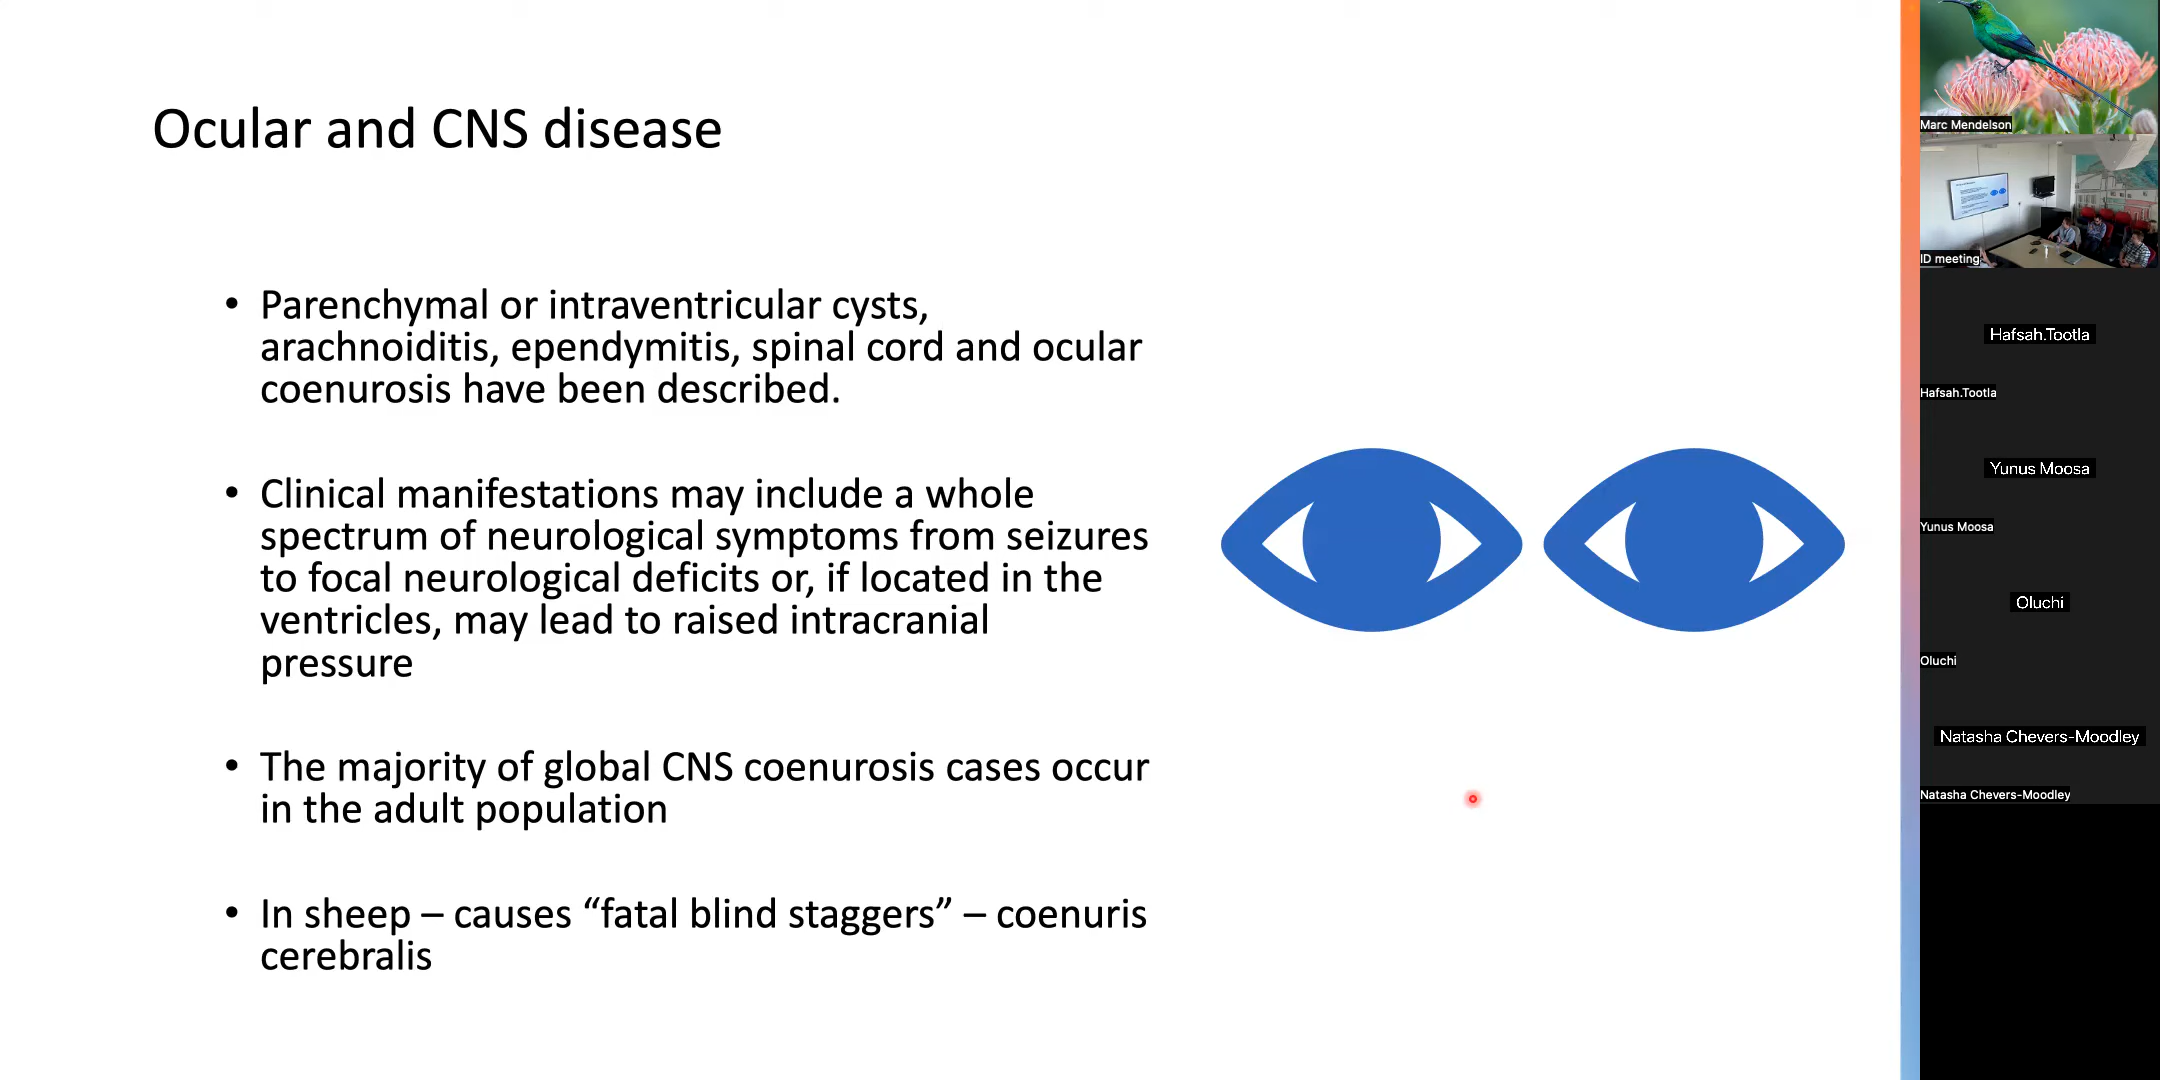 Ocular and CNS disease
• Parenchymal or intraventricular cysts,
arachnoiditis, ependymitis, spinal cord and ocular
coenurosis have been described.
• Clinical manifestations may include a whole
spectrum of neurological symptoms from seizures
to focal neurological deficits or, if located in the
ventricles, may lead to raised intracranial
pressure
• The majority of global CNS coenurosis cases occur
in the adult population
• In sheep – causes “fatal blind staggers” – coenuris
cerebralis
Marc Mendelson
ID meeting
Hafsah.Tootla
Hafsah.Tootla
Yunus Moosa
Yunus Moosa
Oluchi
Oluchi
Natasha Chevers-Moodley
Natasha Chevers-Moodley